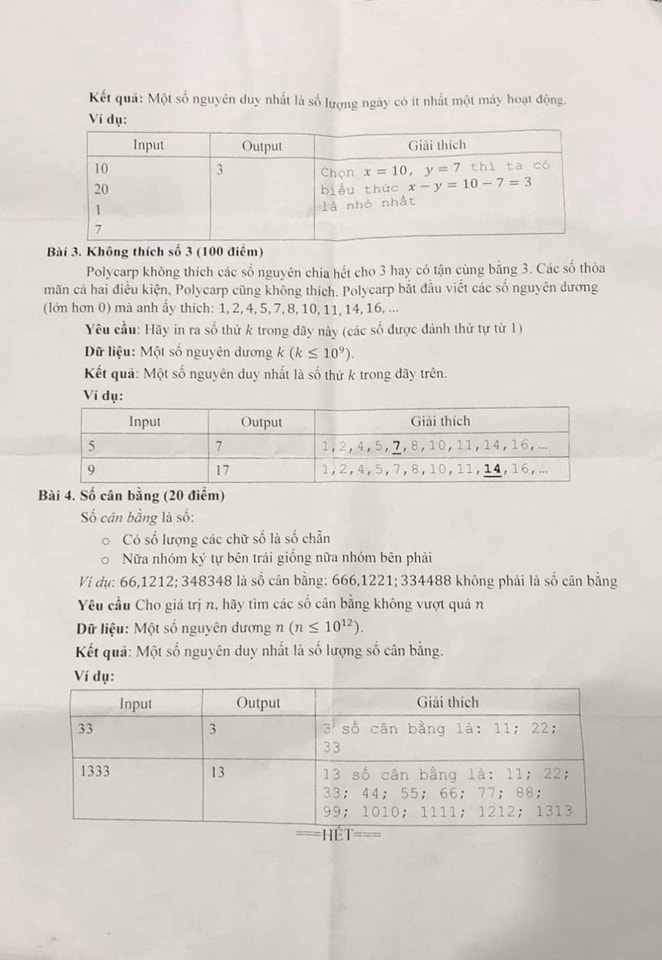 Kết quả: Một số nguyên duy nhất là số lượng ngày có ít nhất một máy hoạt động.
Ví dụ:
Input Output Giải thích
10 3 Chọn x = 10, y = 7 thì ta có
20 biểu thức x − y = 10 − 7 = 3
1 là nhỏ nhất
7
Bài 3. Không thích số 3 (100 điểm)
Polycarp không thích các số nguyên chia hết cho 3 hay có tận cùng bằng 3. Các số thỏa
mãn cả hai điều kiện, Polycarp cũng không thích. Polycarp bắt đầu viết các số nguyên dương
(lớn hơn 0) mà anh ấy thích: 1, 2, 4, 5, 7, 8, 10, 11, 14, 16, ...
Yêu cầu: Hãy in ra số thứ k trong dãy này (các số được đánh thứ tự từ 1)
Dữ liệu: Một số nguyên dương k (k ≤ 10⁹).
Kết quả: Một số nguyên duy nhất là số thứ k trong dãy trên.
Ví dụ:
Input Output Giải thích
5 7 1,2,4,5,7,8,10,11,14,16,…
9 17 1,2,4,5,7,8,10,11,14,16,…
Bài 4. Số cân bằng (20 điểm)
Số cân bằng là số:
o Có số lượng các chữ số là số chẵn
o Nữa nhóm ký tự bên trái giống nữa nhóm bên phải
Ví dụ: 66,1212; 348348 là số cân bằng; 666,1221; 334488 không phải là số cân bằng
Yêu cầu Cho giá trị n, hãy tìm các số cân bằng không vượt quá n
Dữ liệu: Một số nguyên dương n (n ≤ 10¹²).
Kết quả: Một số nguyên duy nhất là số lượng số cân bằng.
Ví dụ:
Input Output Giải thích
33 3 3 số cân bằng là: 11; 22;
33
1333 13 13 số cân bằng là: 11; 22;
33; 44; 55; 66; 77; 88;
99; 1010; 1111; 1212; 1313
===HẾT===